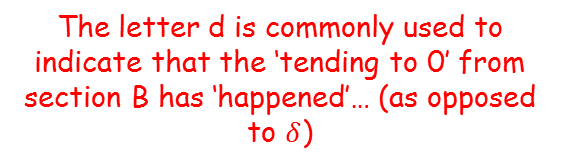 The letter d is commonly used to
indicate that the ‘tending to 0’ from
section B has ‘happened’… (as opposed
to δ)